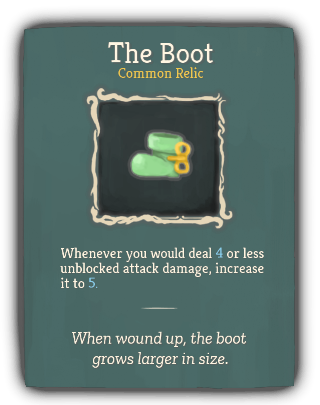 The Boot
Common Relic
Whenever you would deal 4 or less
unblocked attack damage, increase
it to 5.
When wound up, the boot
grows larger in size.